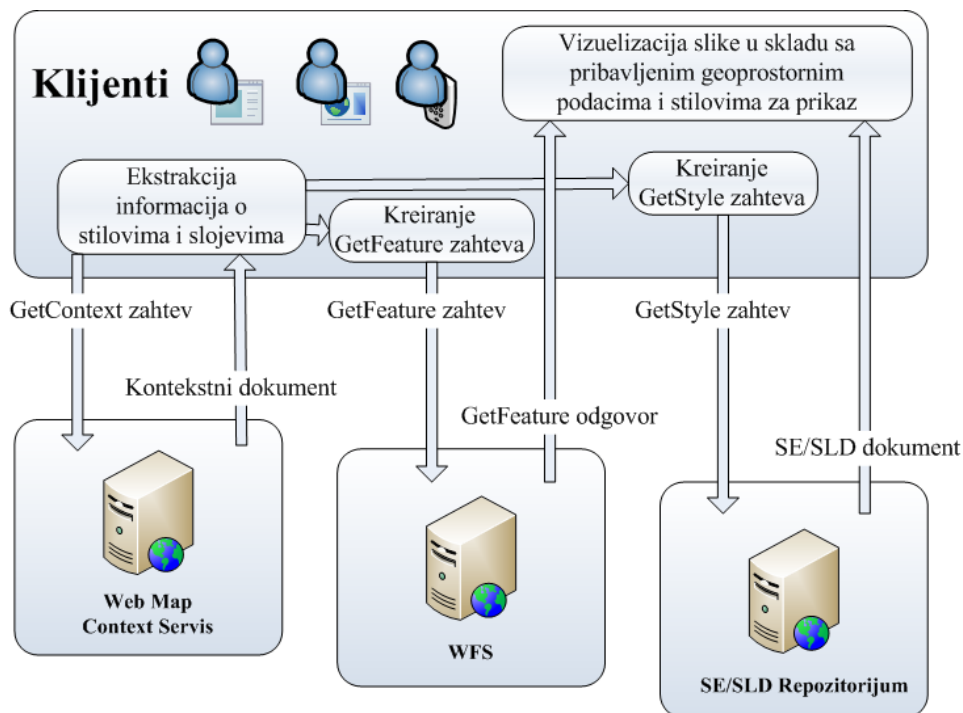 Klijenti
Vizuelizacija slike u skladu sa
pribavljenim geoprostornim
podacima i stilovima za prikaz
Ekstrakcija
informacija o
stilovima i slojevima
Kreiranje
GetFeature zahteva
Kreiranje
GetStyle zahteva
GetContext zahtev
GetFeature zahtev
GetStyle zahtev
Kontekstni dokument
GetFeature odgovor
SE/SLD dokument
Web Map
Context Servis
WFS
SE/SLD Repozitorijum